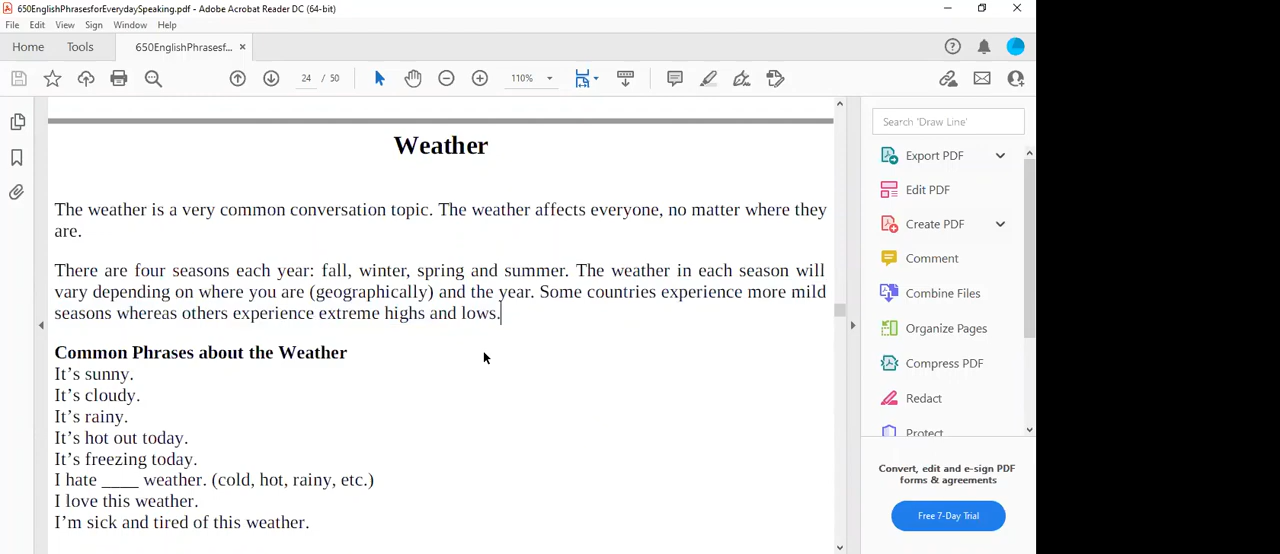 650EnglishPhrasesforEverydaySpeaking.pdf - Adobe Acrobat Reader DC (64-bit)
File Edit View Sign Window Help
Home Tools 650EnglishPhrasesf... ×
24 / 50 110%
Weather
The weather is a very common conversation topic. The weather affects everyone, no matter where they
are.
There are four seasons each year: fall, winter, spring and summer. The weather in each season will
vary depending on where you are (geographically) and the year. Some countries experience more mild
seasons whereas others experience extreme highs and lows.
Common Phrases about the Weather
It’s sunny.
It’s cloudy.
It’s rainy.
It’s hot out today.
It’s freezing today.
I hate ____ weather. (cold, hot, rainy, etc.)
I love this weather.
I’m sick and tired of this weather.
Search 'Draw Line'
Export PDF
Edit PDF
Create PDF
Comment
Combine Files
Organize Pages
Compress PDF
Redact
Protect
Convert, edit and e-sign PDF
forms & agreements
Free 7-Day Trial